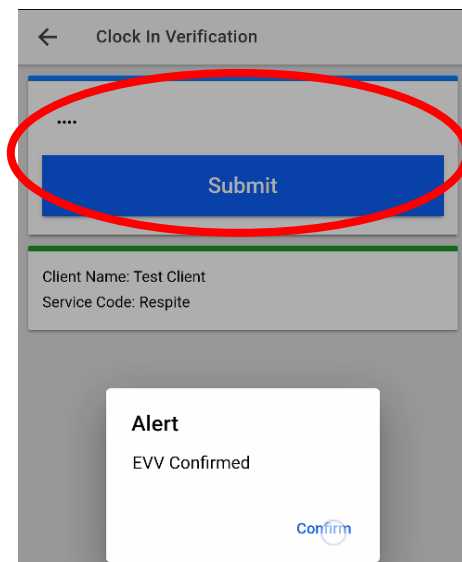 Clock In Verification
....
Submit
Client Name: Test Client
Service Code: Respite
Alert
EVV Confirmed
Confirm